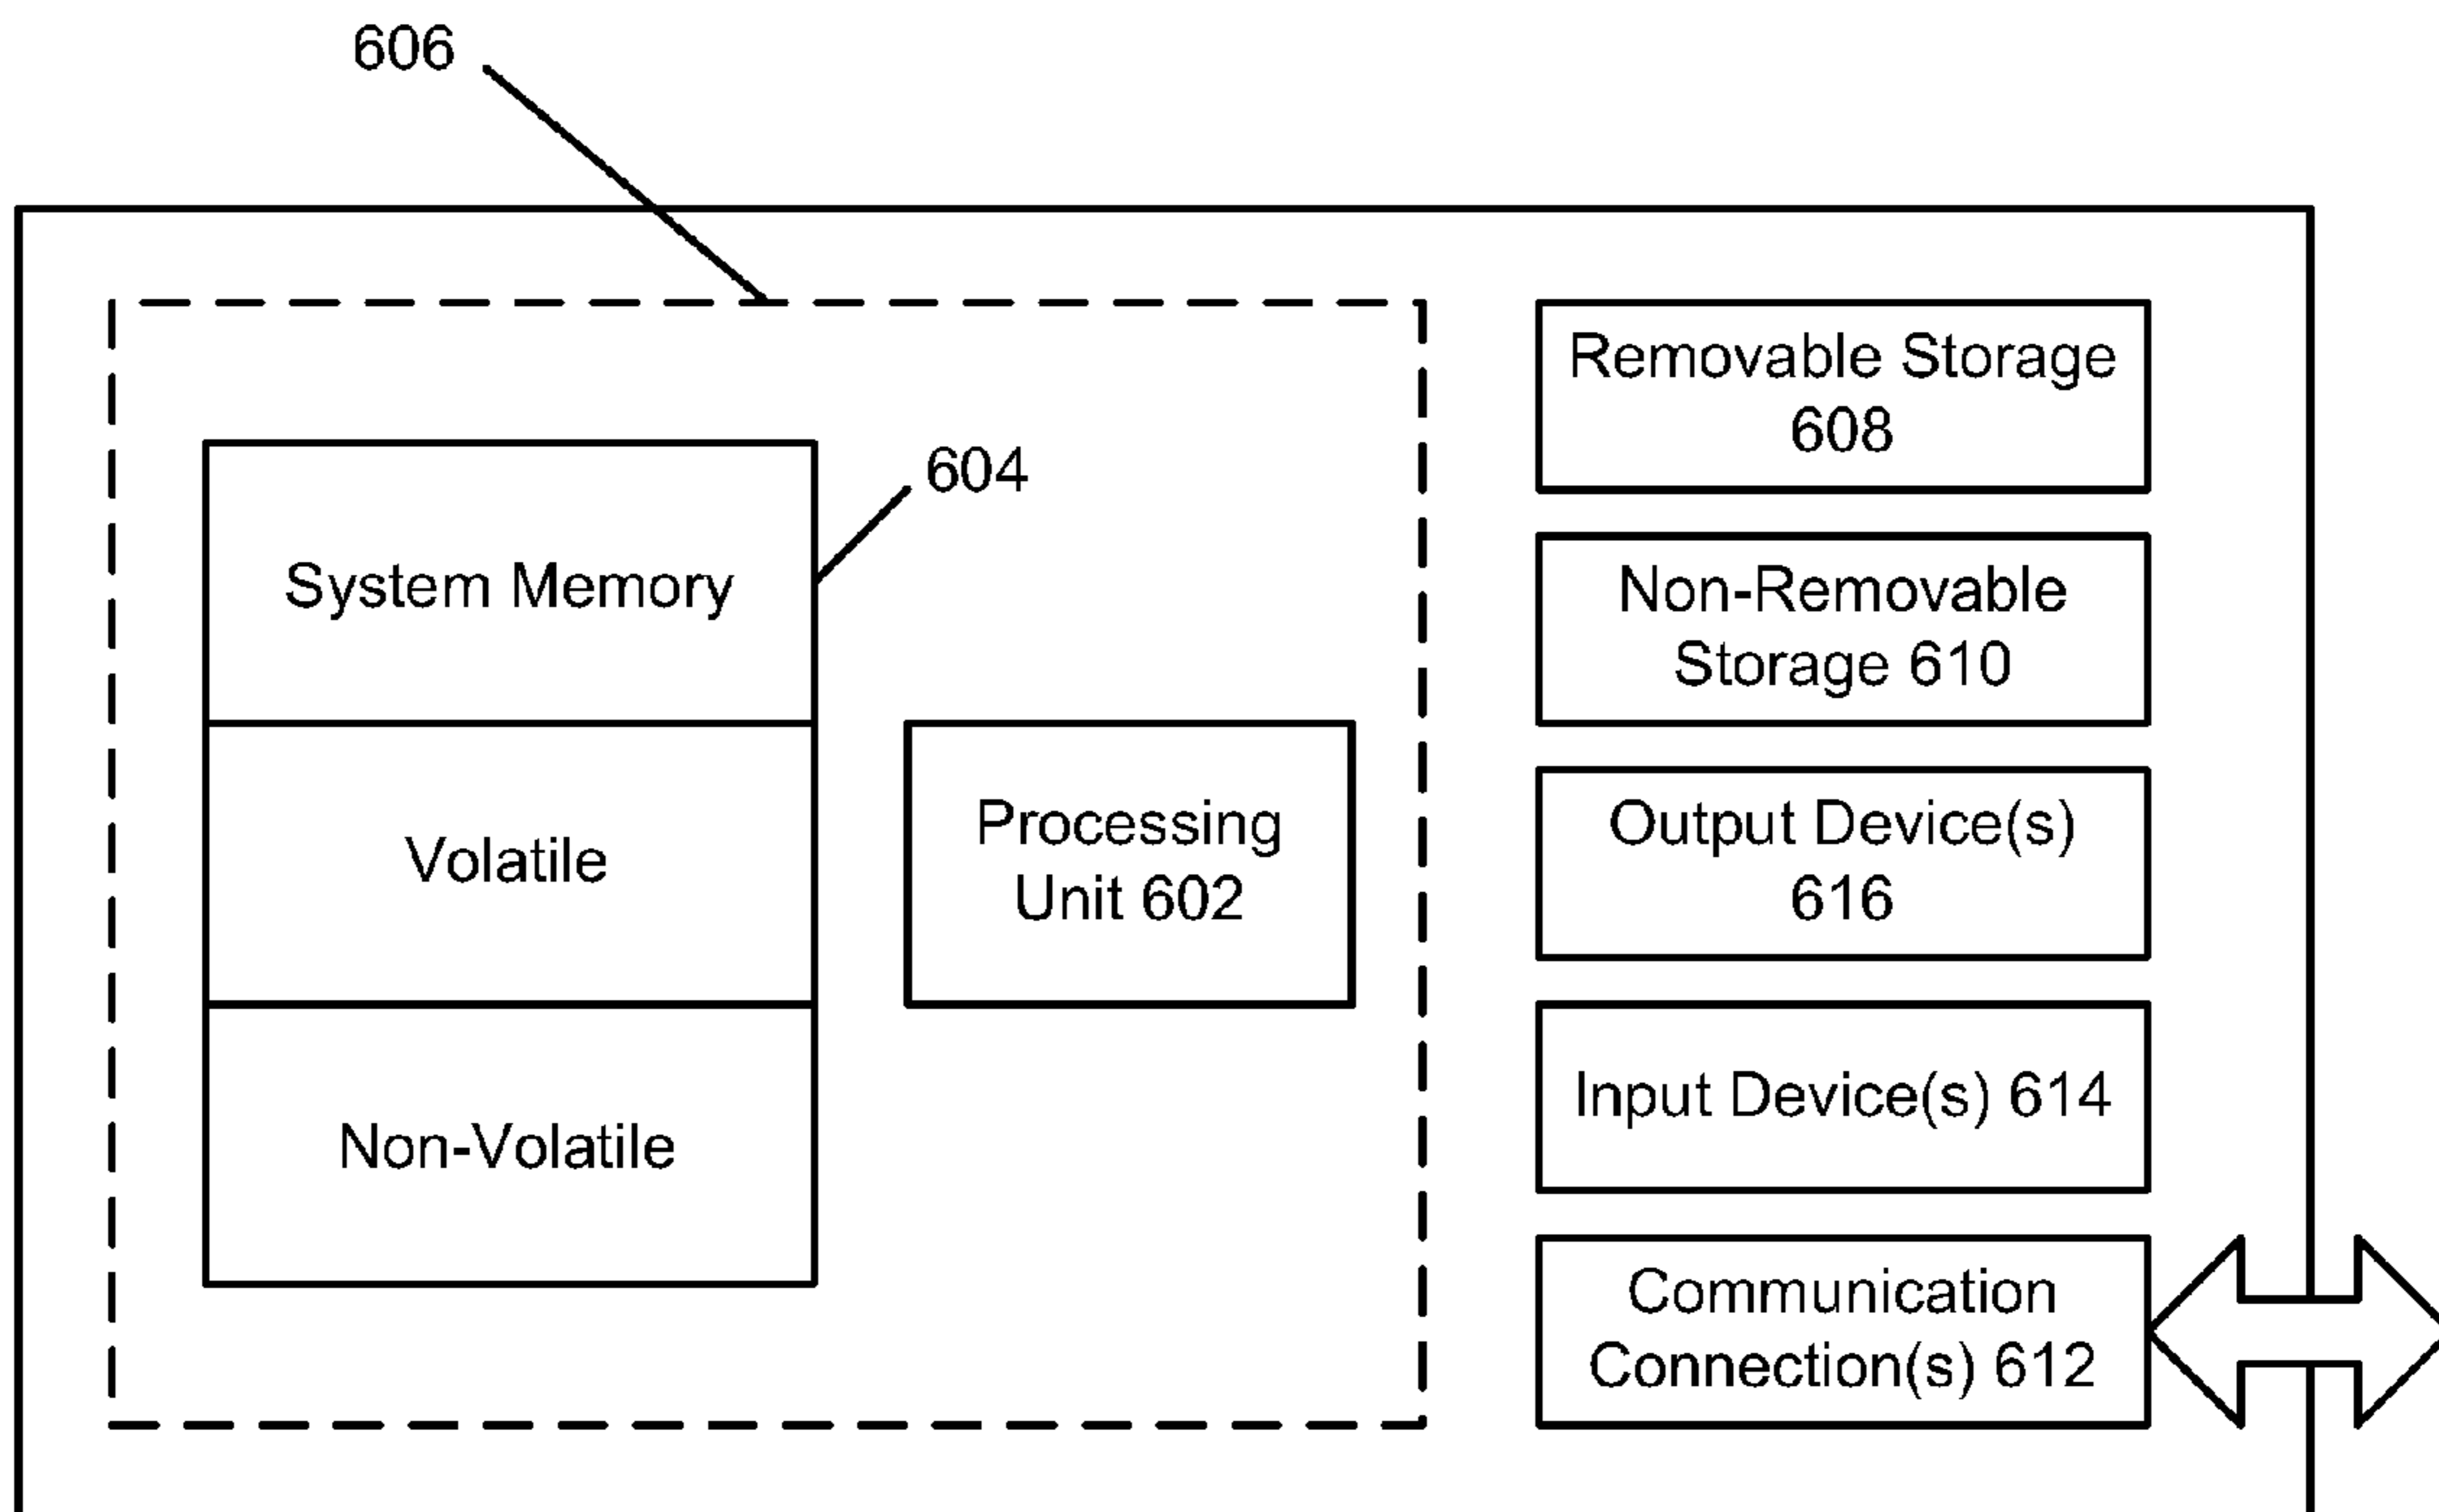 606
604
System Memory
Volatile
Non-Volatile
Processing
Unit 602
Removable Storage
608
Non-Removable
Storage 610
Output Device(s)
616
Input Device(s) 614
Communication
Connection(s) 612